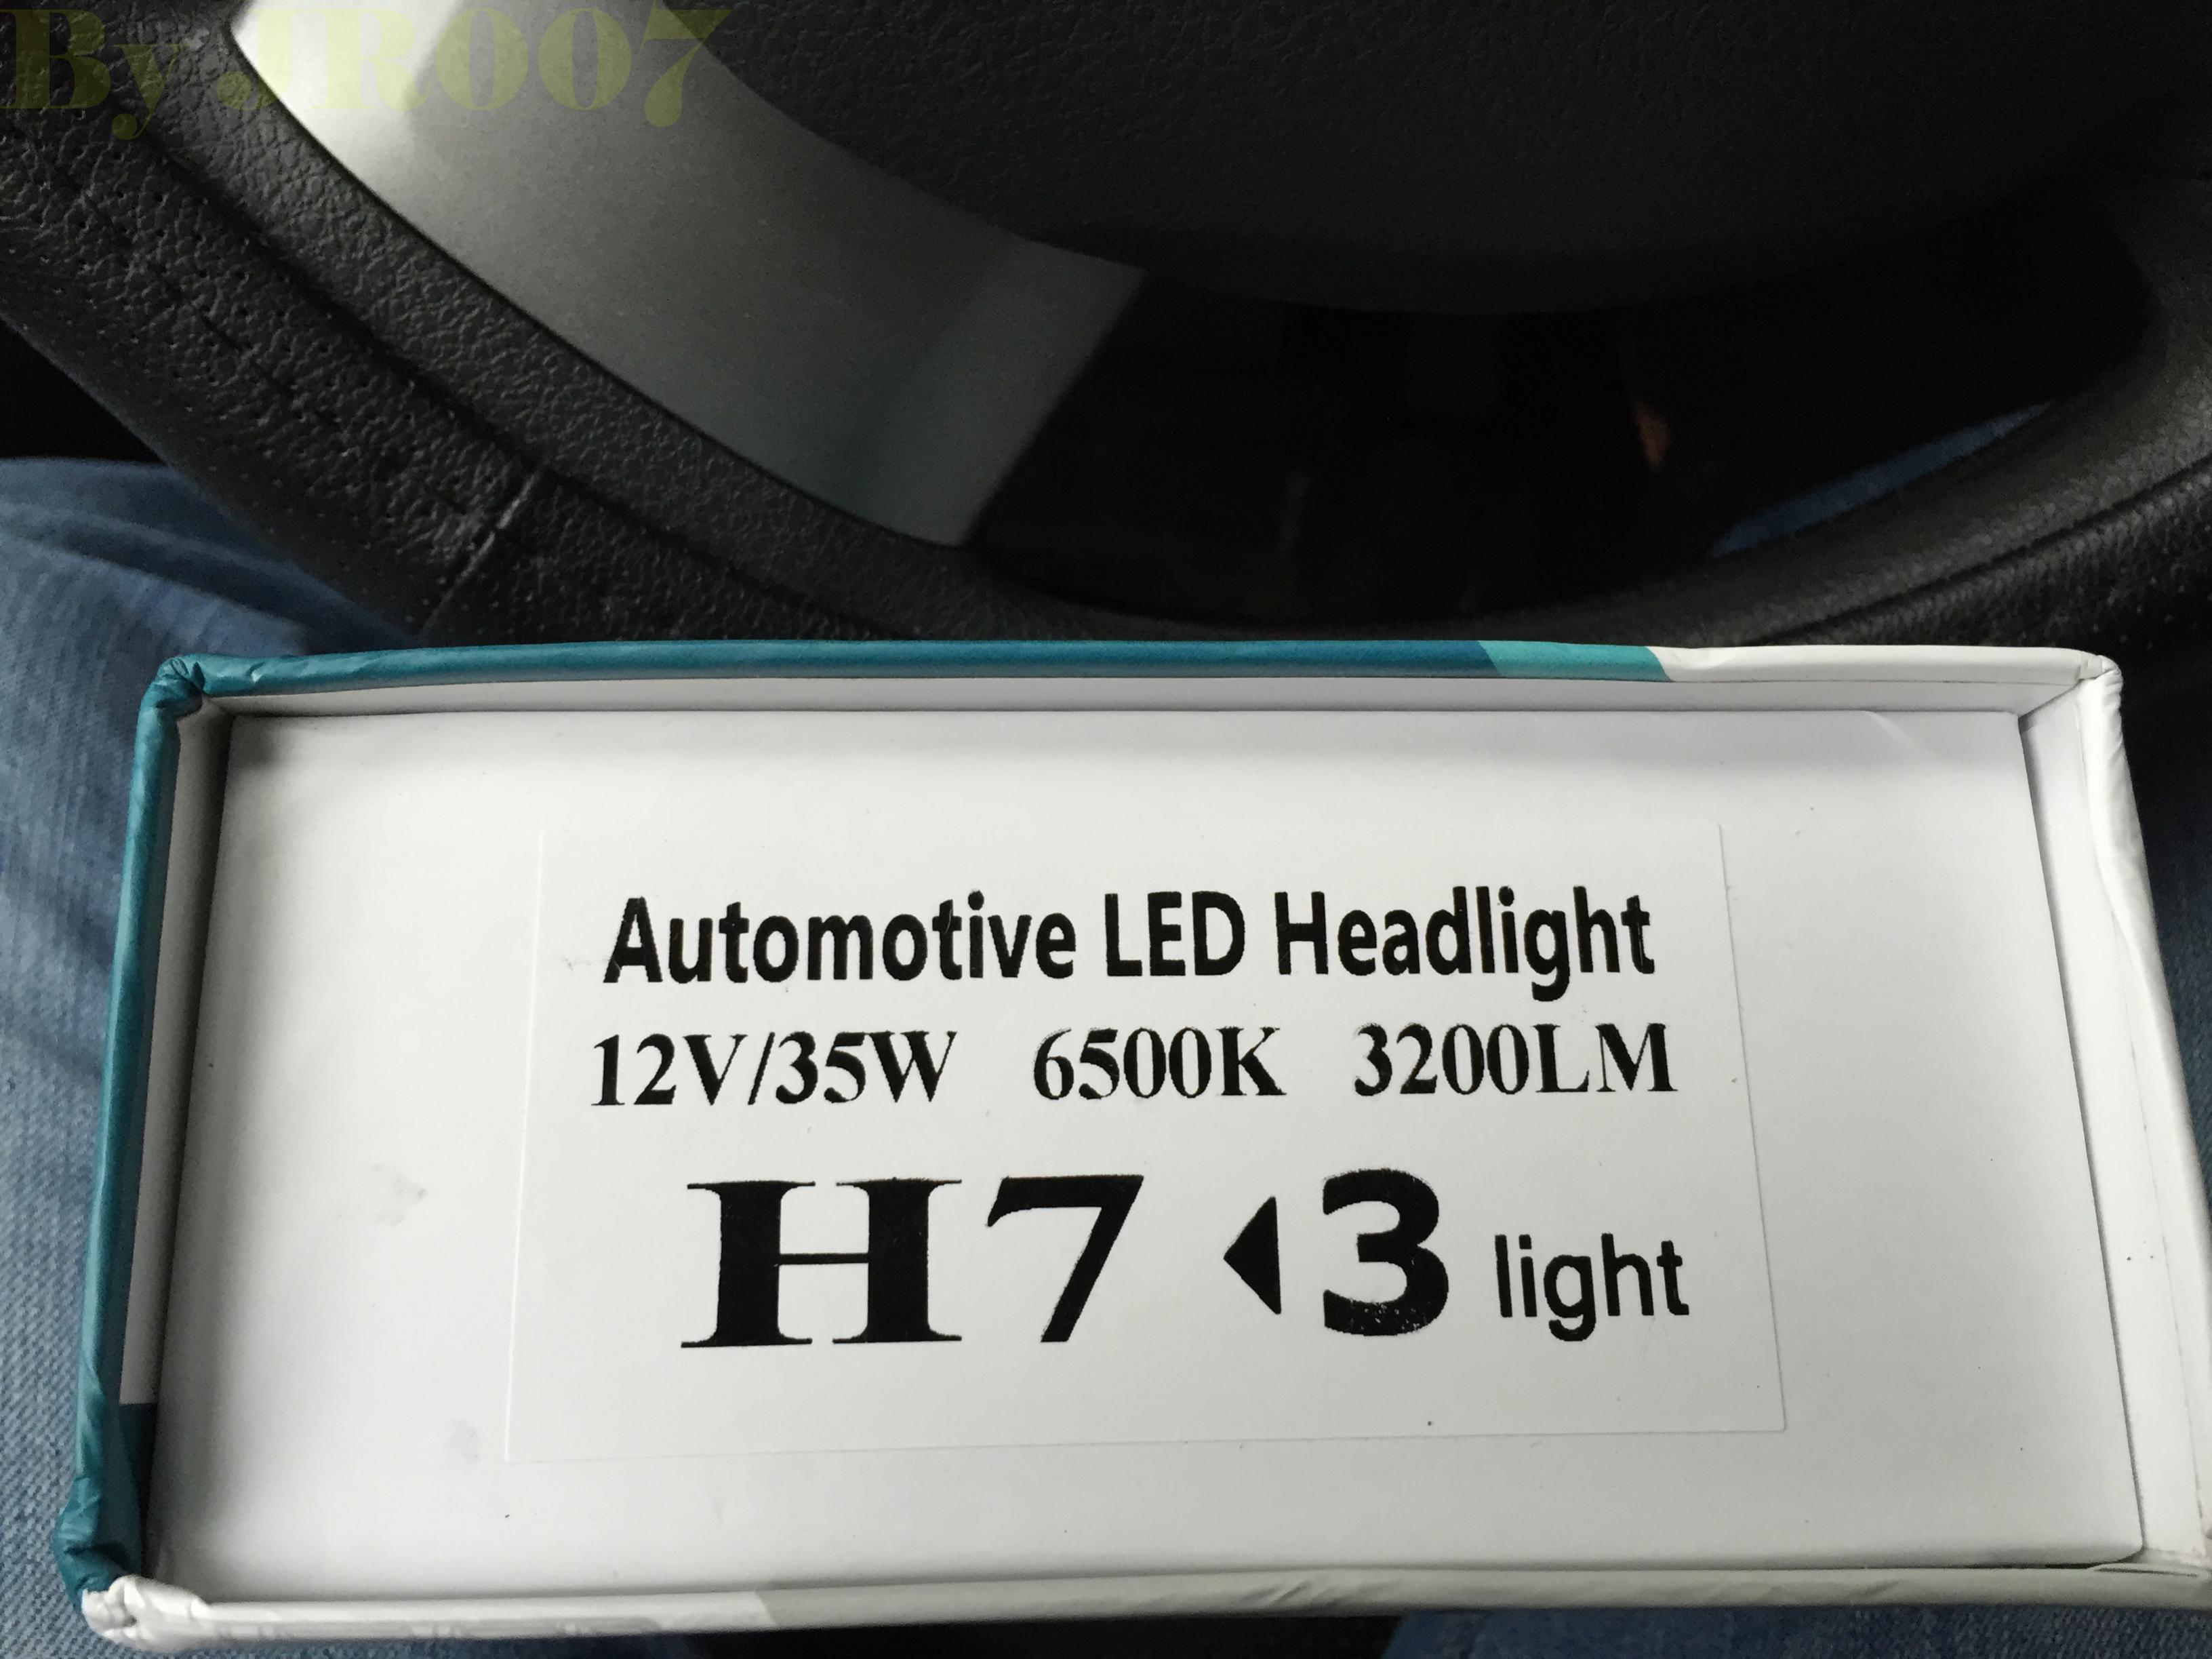 By JR007
Automotive LED Headlight
12V/35W 6500K 3200LM
H7 ◀3 light